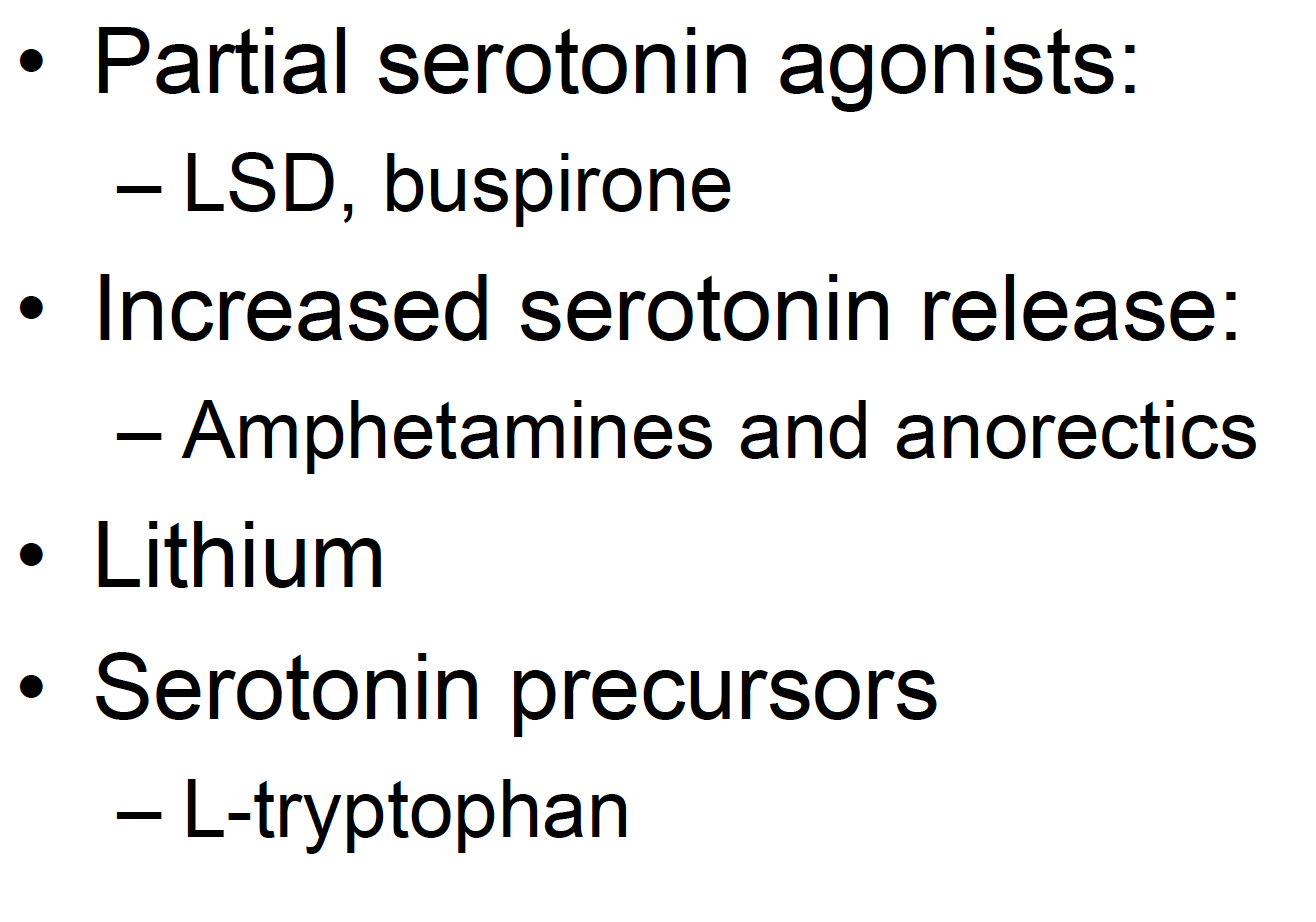 • Partial serotonin agonists:
– LSD, buspirone
• Increased serotonin release:
– Amphetamines and anorectics
• Lithium
• Serotonin precursors
– L-tryptophan